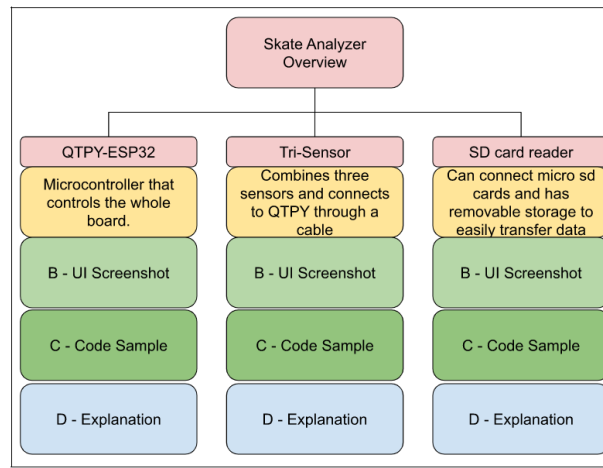 Skate Analyzer
Overview
QTPY-ESP32
Microcontroller that
controls the whole
board.
B - UI Screenshot
C - Code Sample
D - Explanation
Tri-Sensor
Combines three
sensors and connects
to QTPY through a
cable
B - UI Screenshot
C - Code Sample
D - Explanation
SD card reader
Can connect micro sd
cards and has
removable storage to
easily transfer data
B - UI Screenshot
C - Code Sample
D - Explanation